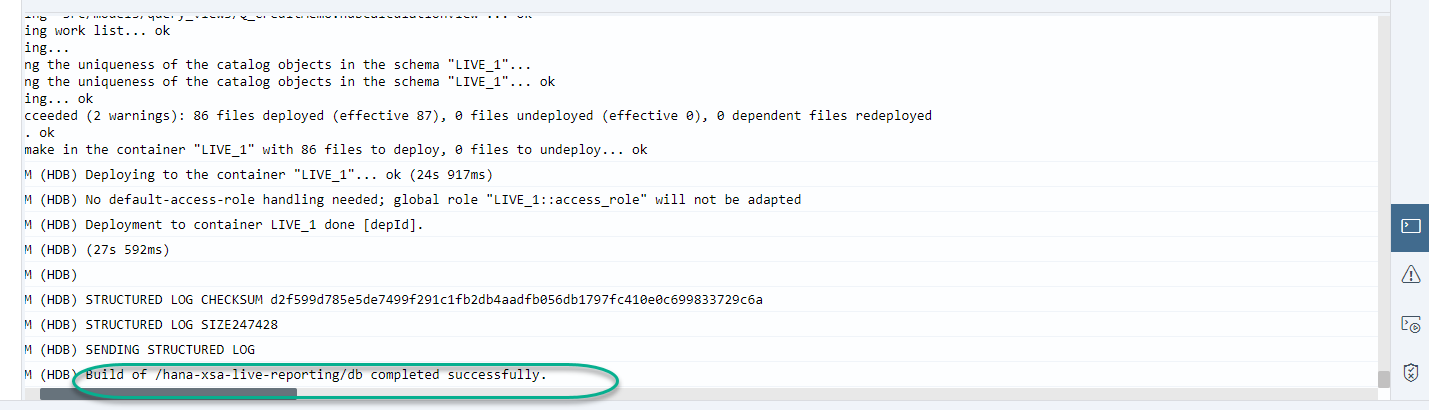 ing work list... ok
ing...
ng the uniqueness of the catalog objects in the schema "LIVE_1"...
ng the uniqueness of the catalog objects in the schema "LIVE_1"... ok
ing... ok
cceeded (2 warnings): 86 files deployed (effective 87), 0 files undeployed (effective 0), 0 dependent files redeployed
. ok
make in the container "LIVE_1" with 86 files to deploy, 0 files to undeploy... ok
M (HDB) Deploying to the container "LIVE_1"... ok (24s 917ms)
M (HDB) No default-access-role handling needed; global role "LIVE_1::access_role" will not be adapted
M (HDB) Deployment to container LIVE_1 done [depId].
M (HDB) (27s 592ms)
M (HDB)
M (HDB) STRUCTURED LOG CHECKSUM d2f599d785e5de7499f291c1fb2db4aadfb056db1797fc410e0c699833729c6a
M (HDB) STRUCTURED LOG SIZE247428
M (HDB) SENDING STRUCTURED LOG
M (HDB) Build of /hana-xsa-live-reporting/db completed successfully.